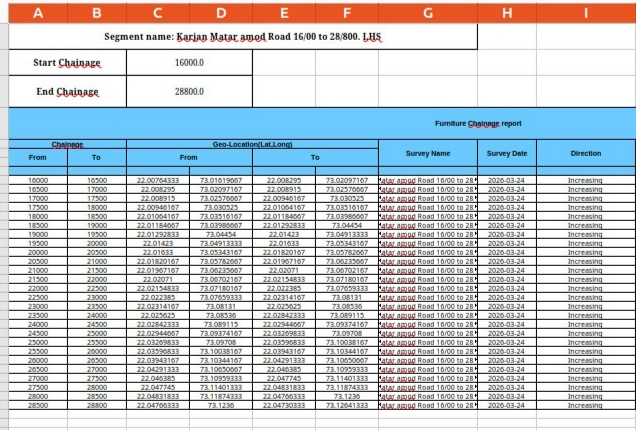 A B C D E F G H I
Segment name: Karjan Matar amod Road 16/00 to 28/800. LHS
Start Chainage 16000.0
End Chainage 28800.0
Furniture Chainage report
Chainage Geo-Location(Lat,Long) Survey Name Survey Date Direction
From To From To
16000 16500 22.00764333 73.01619667 22.008295 73.02097167 atar amod Road 16/00 to 28 2026-03-24 Increasing
16500 17000 22.008295 73.02097167 22.008915 73.02576667 atar amod Road 16/00 to 28 2026-03-24 Increasing
17000 17500 22.008915 73.02576667 22.00946167 73.030525 atar amod Road 16/00 to 28 2026-03-24 Increasing
17500 18000 22.00946167 73.030525 22.01064167 73.03516167 atar amod Road 16/00 to 28 2026-03-24 Increasing
18000 18500 22.01064167 73.03516167 22.01184667 73.03986667 atar amod Road 16/00 to 28 2026-03-24 Increasing
18500 19000 22.01184667 73.03986667 22.01292833 73.04454 atar amod Road 16/00 to 28 2026-03-24 Increasing
19000 19500 22.01292833 73.04454 22.01423 73.04913333 atar amod Road 16/00 to 28 2026-03-24 Increasing
19500 20000 22.01423 73.04913333 22.01633 73.05343167 atar amod Road 16/00 to 28 2026-03-24 Increasing
20000 20500 22.01633 73.05343167 22.01820167 73.05782667 atar amod Road 16/00 to 28 2026-03-24 Increasing
20500 21000 22.01820167 73.05782667 22.01967167 73.06235667 atar amod Road 16/00 to 28 2026-03-24 Increasing
21000 21500 22.01967167 73.06235667 22.02071 73.06702167 atar amod Road 16/00 to 28 2026-03-24 Increasing
21500 22000 22.02071 73.06702167 22.02154833 73.07180167 atar amod Road 16/00 to 28 2026-03-24 Increasing
22000 22500 22.02154833 73.07180167 22.022385 73.07659333 atar amod Road 16/00 to 28 2026-03-24 Increasing
22500 23000 22.022385 73.07659333 22.02314167 73.08131 atar amod Road 16/00 to 28 2026-03-24 Increasing
23000 23500 22.02314167 73.08131 22.025625 73.08536 atar amod Road 16/00 to 28 2026-03-24 Increasing
23500 24000 22.025625 73.08536 22.02842333 73.089115 atar amod Road 16/00 to 28 2026-03-24 Increasing
24000 24500 22.02842333 73.089115 22.02944667 73.09374167 atar amod Road 16/00 to 28 2026-03-24 Increasing
24500 25000 22.02944667 73.09374167 22.03269833 73.09708 atar amod Road 16/00 to 28 2026-03-24 Increasing
25000 25500 22.03269833 73.09708 22.03596833 73.10038167 atar amod Road 16/00 to 28 2026-03-24 Increasing
25500 26000 22.03596833 73.10038167 22.03943167 73.10344167 atar amod Road 16/00 to 28 2026-03-24 Increasing
26000 26500 22.03943167 73.10344167 22.04291333 73.10650667 atar amod Road 16/00 to 28 2026-03-24 Increasing
26500 27000 22.04291333 73.10650667 22.046385 73.10959333 atar amod Road 16/00 to 28 2026-03-24 Increasing
27000 27500 22.046385 73.10959333 22.047745 73.11401333 atar amod Road 16/00 to 28 2026-03-24 Increasing
27500 28000 22.047745 73.11401333 22.04831833 73.11874333 atar amod Road 16/00 to 28 2026-03-24 Increasing
28000 28500 22.04831833 73.11874333 22.04766333 73.1236 atar amod Road 16/00 to 28 2026-03-24 Increasing
28500 28800 22.04766333 73.1236 22.04730333 73.12641333 atar amod Road 16/00 to 28 2026-03-24 Increasing